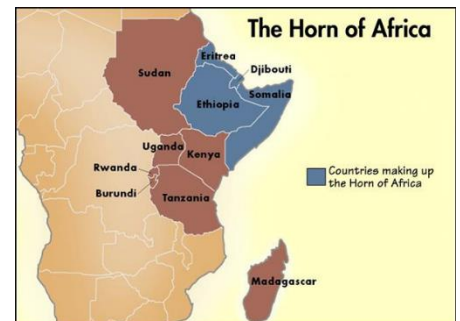 The Horn of Africa
Eritrea
Djibouti
Sudan
Somalia
Ethiopia
Uganda
Kenya
Rwanda
Countries making up
the Horn of Africa
Burundi
Tanzania
Madagascar